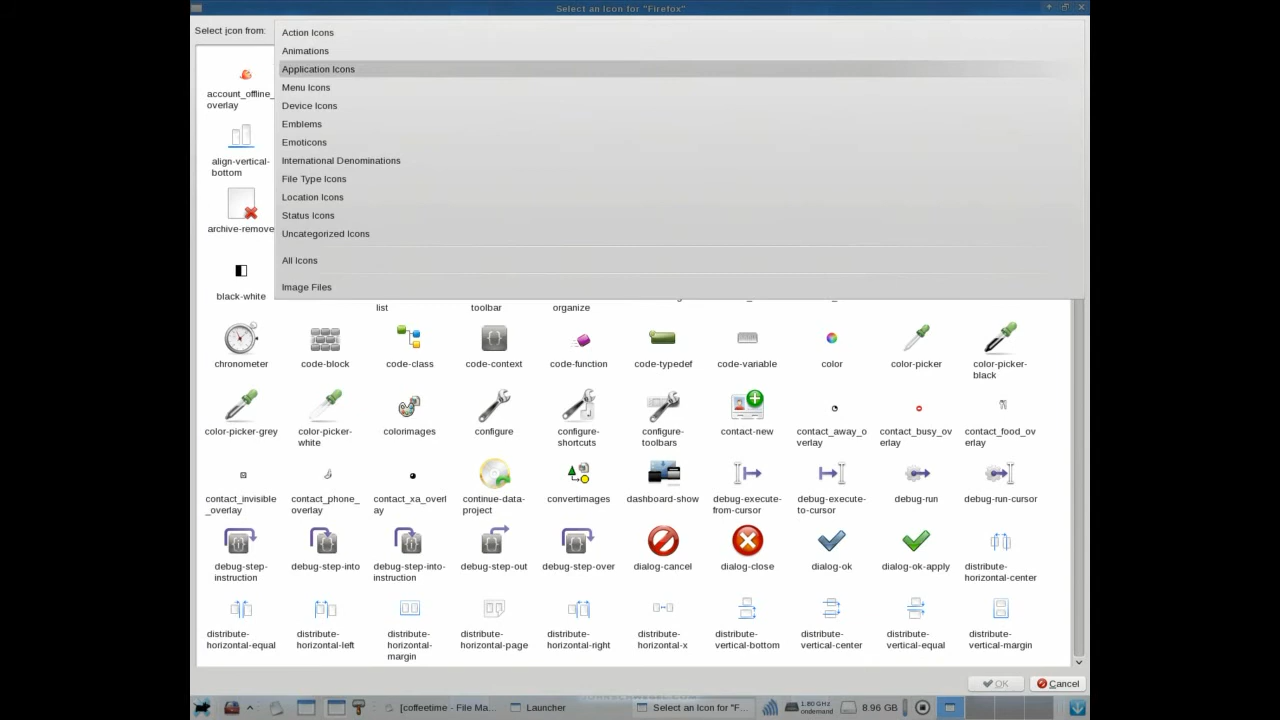 Select an Icon for "Firefox"
Select icon from:
Action Icons
Animations
Application Icons
Menu Icons
Device Icons
Emblems
Emoticons
International Denominations
File Type Icons
Location Icons
Status Icons
Uncategorized Icons
All Icons
Image Files
account_offline_
overlay
align-vertical-
bottom
archive-remove
black-white
list
toolbar
organize
chronometer
code-block
code-class
code-context
code-function
code-typedef
code-variable
color
color-picker
color-picker-
black
color-picker-grey
color-picker-
white
colorimages
configure
configure-
shortcuts
configure-
toolbars
contact-new
contact_away_o
verlay
contact_busy_ov
erlay
contact_food_ov
erlay
contact_invisible
_overlay
contact_phone_
overlay
contact_xa_overl
ay
continue-data-
project
convertimages
dashboard-show
debug-execute-
from-cursor
debug-execute-
to-cursor
debug-run
debug-run-cursor
debug-step-
instruction
debug-step-into
debug-step-into-
instruction
debug-step-out
debug-step-over
dialog-cancel
dialog-close
dialog-ok
dialog-ok-apply
distribute-
horizontal-center
distribute-
horizontal-equal
distribute-
horizontal-left
distribute-
horizontal-
margin
distribute-
horizontal-page
distribute-
horizontal-right
distribute-
horizontal-x
distribute-
vertical-bottom
distribute-
vertical-center
distribute-
vertical-equal
distribute-
vertical-margin
OK
Cancel
[coffeetime - File Ma...
Launcher
Select an Icon for "F...
1.80 GHz
ondemand
8.96 GB